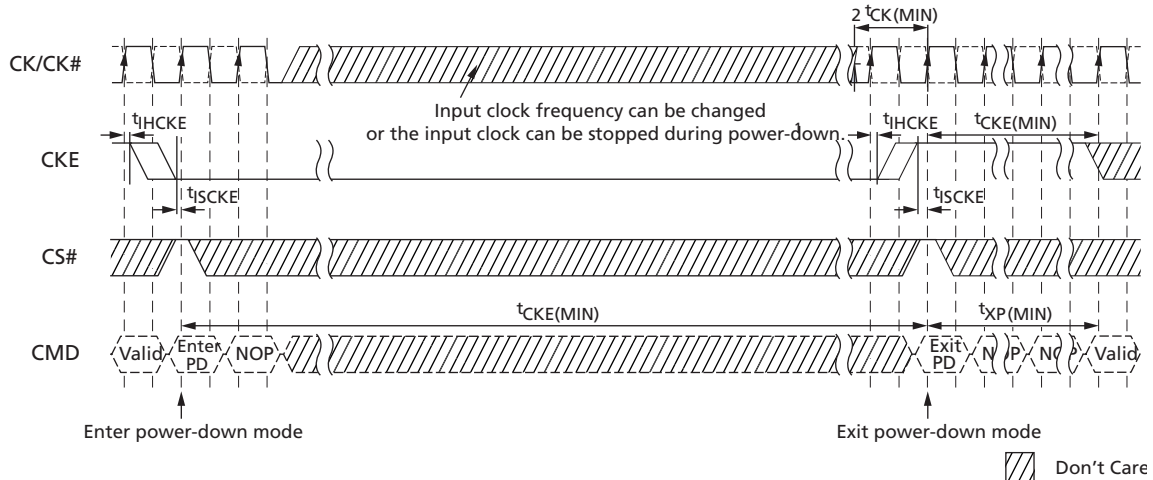 2 tCK(MIN)
CK/CK#
Input clock frequency can be changed
or the input clock can be stopped during power-down.
tIHCKE
tIHCKE
tCKE(MIN)
CKE
tISCKE
tISCKE
CS#
tCKE(MIN)
tXP(MIN)
CMD
Valid
Enter
PD
NOP
Exit
PD
NOP
NOP
Valid
Enter power-down mode
Exit power-down mode
Don't Care